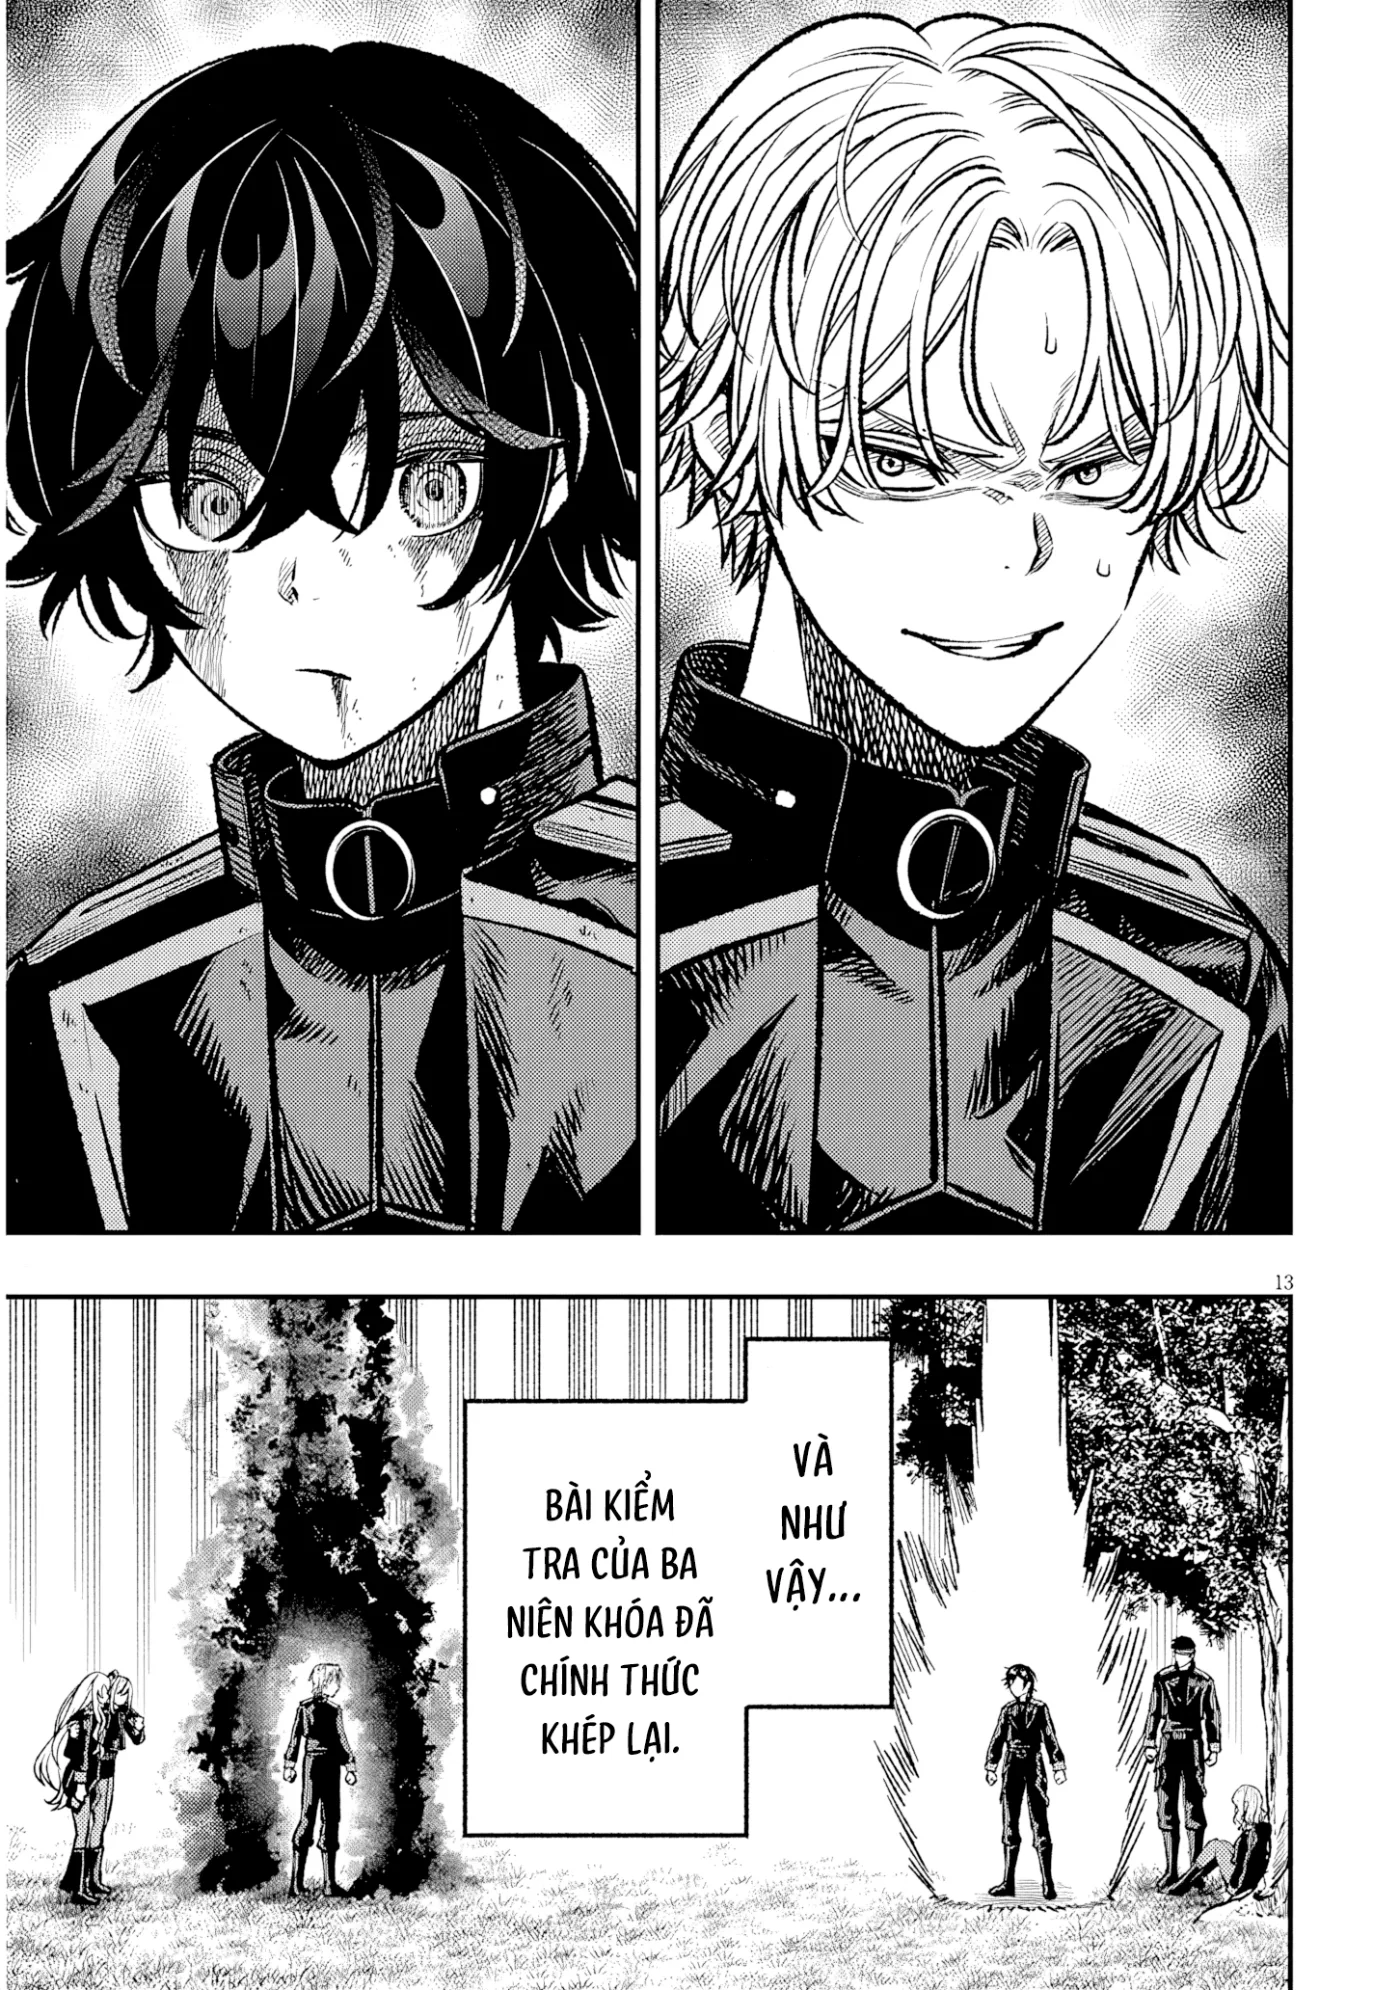 13
VÀ
NHƯ
VẬY...
BÀI KIỂM
TRA CỦA BA
NIÊN KHÓA ĐÃ
CHÍNH THỨC
KHÉP LẠI.